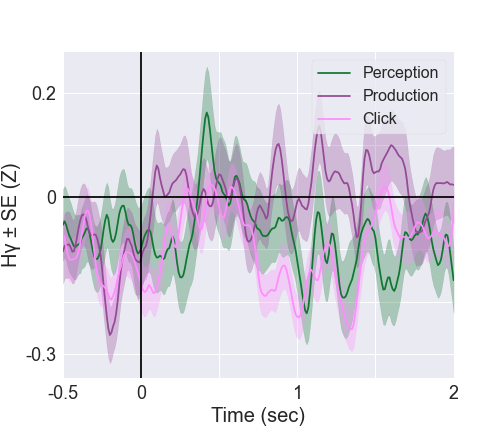 Perception
Production
Click
Hγ ± SE (Z)
0.2
0
-0.3
-0.5
0
1
2
Time (sec)